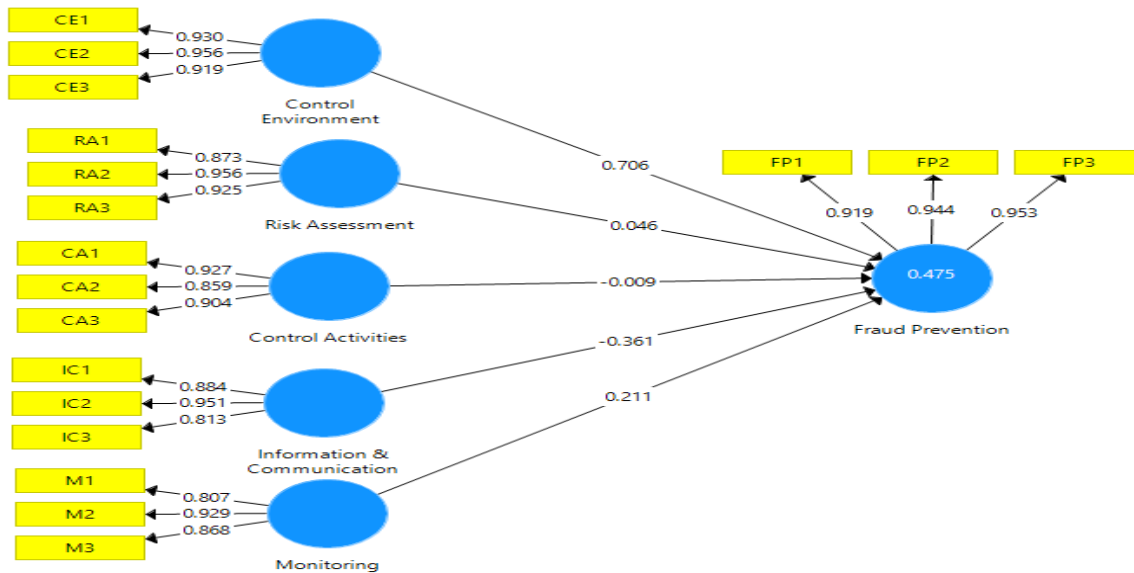 CE1
0.930
CE2
0.956
CE3
0.919
Control
Environment
RA1
0.873
RA2
0.956
RA3
0.925
Risk Assessment
CA1
0.927
CA2
0.859
CA3
0.904
Control Activities
IC1
0.884
IC2
0.951
IC3
0.813
Information &
Communication
M1
0.807
M2
0.929
M3
0.868
Monitoring
0.706
0.046
-0.009
-0.361
0.211
FP1
FP2
FP3
0.919
0.944
0.953
0.475
Fraud Prevention